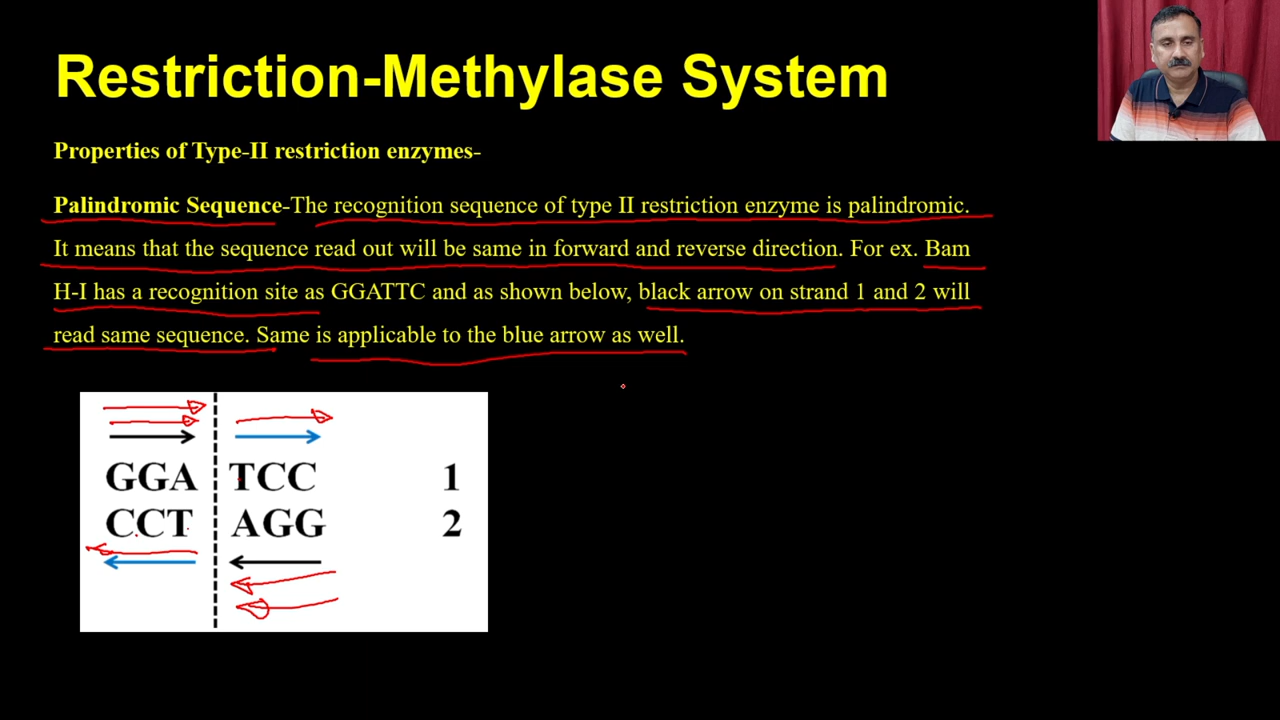 Restriction-Methylase System
Properties of Type-II restriction enzymes-
Palindromic Sequence-The recognition sequence of type II restriction enzyme is palindromic.
It means that the sequence read out will be same in forward and reverse direction. For ex. Bam
H-I has a recognition site as GGATTC and as shown below, black arrow on strand 1 and 2 will
read same sequence. Same is applicable to the blue arrow as well.
GGA TCC 1
CCT AGG 2